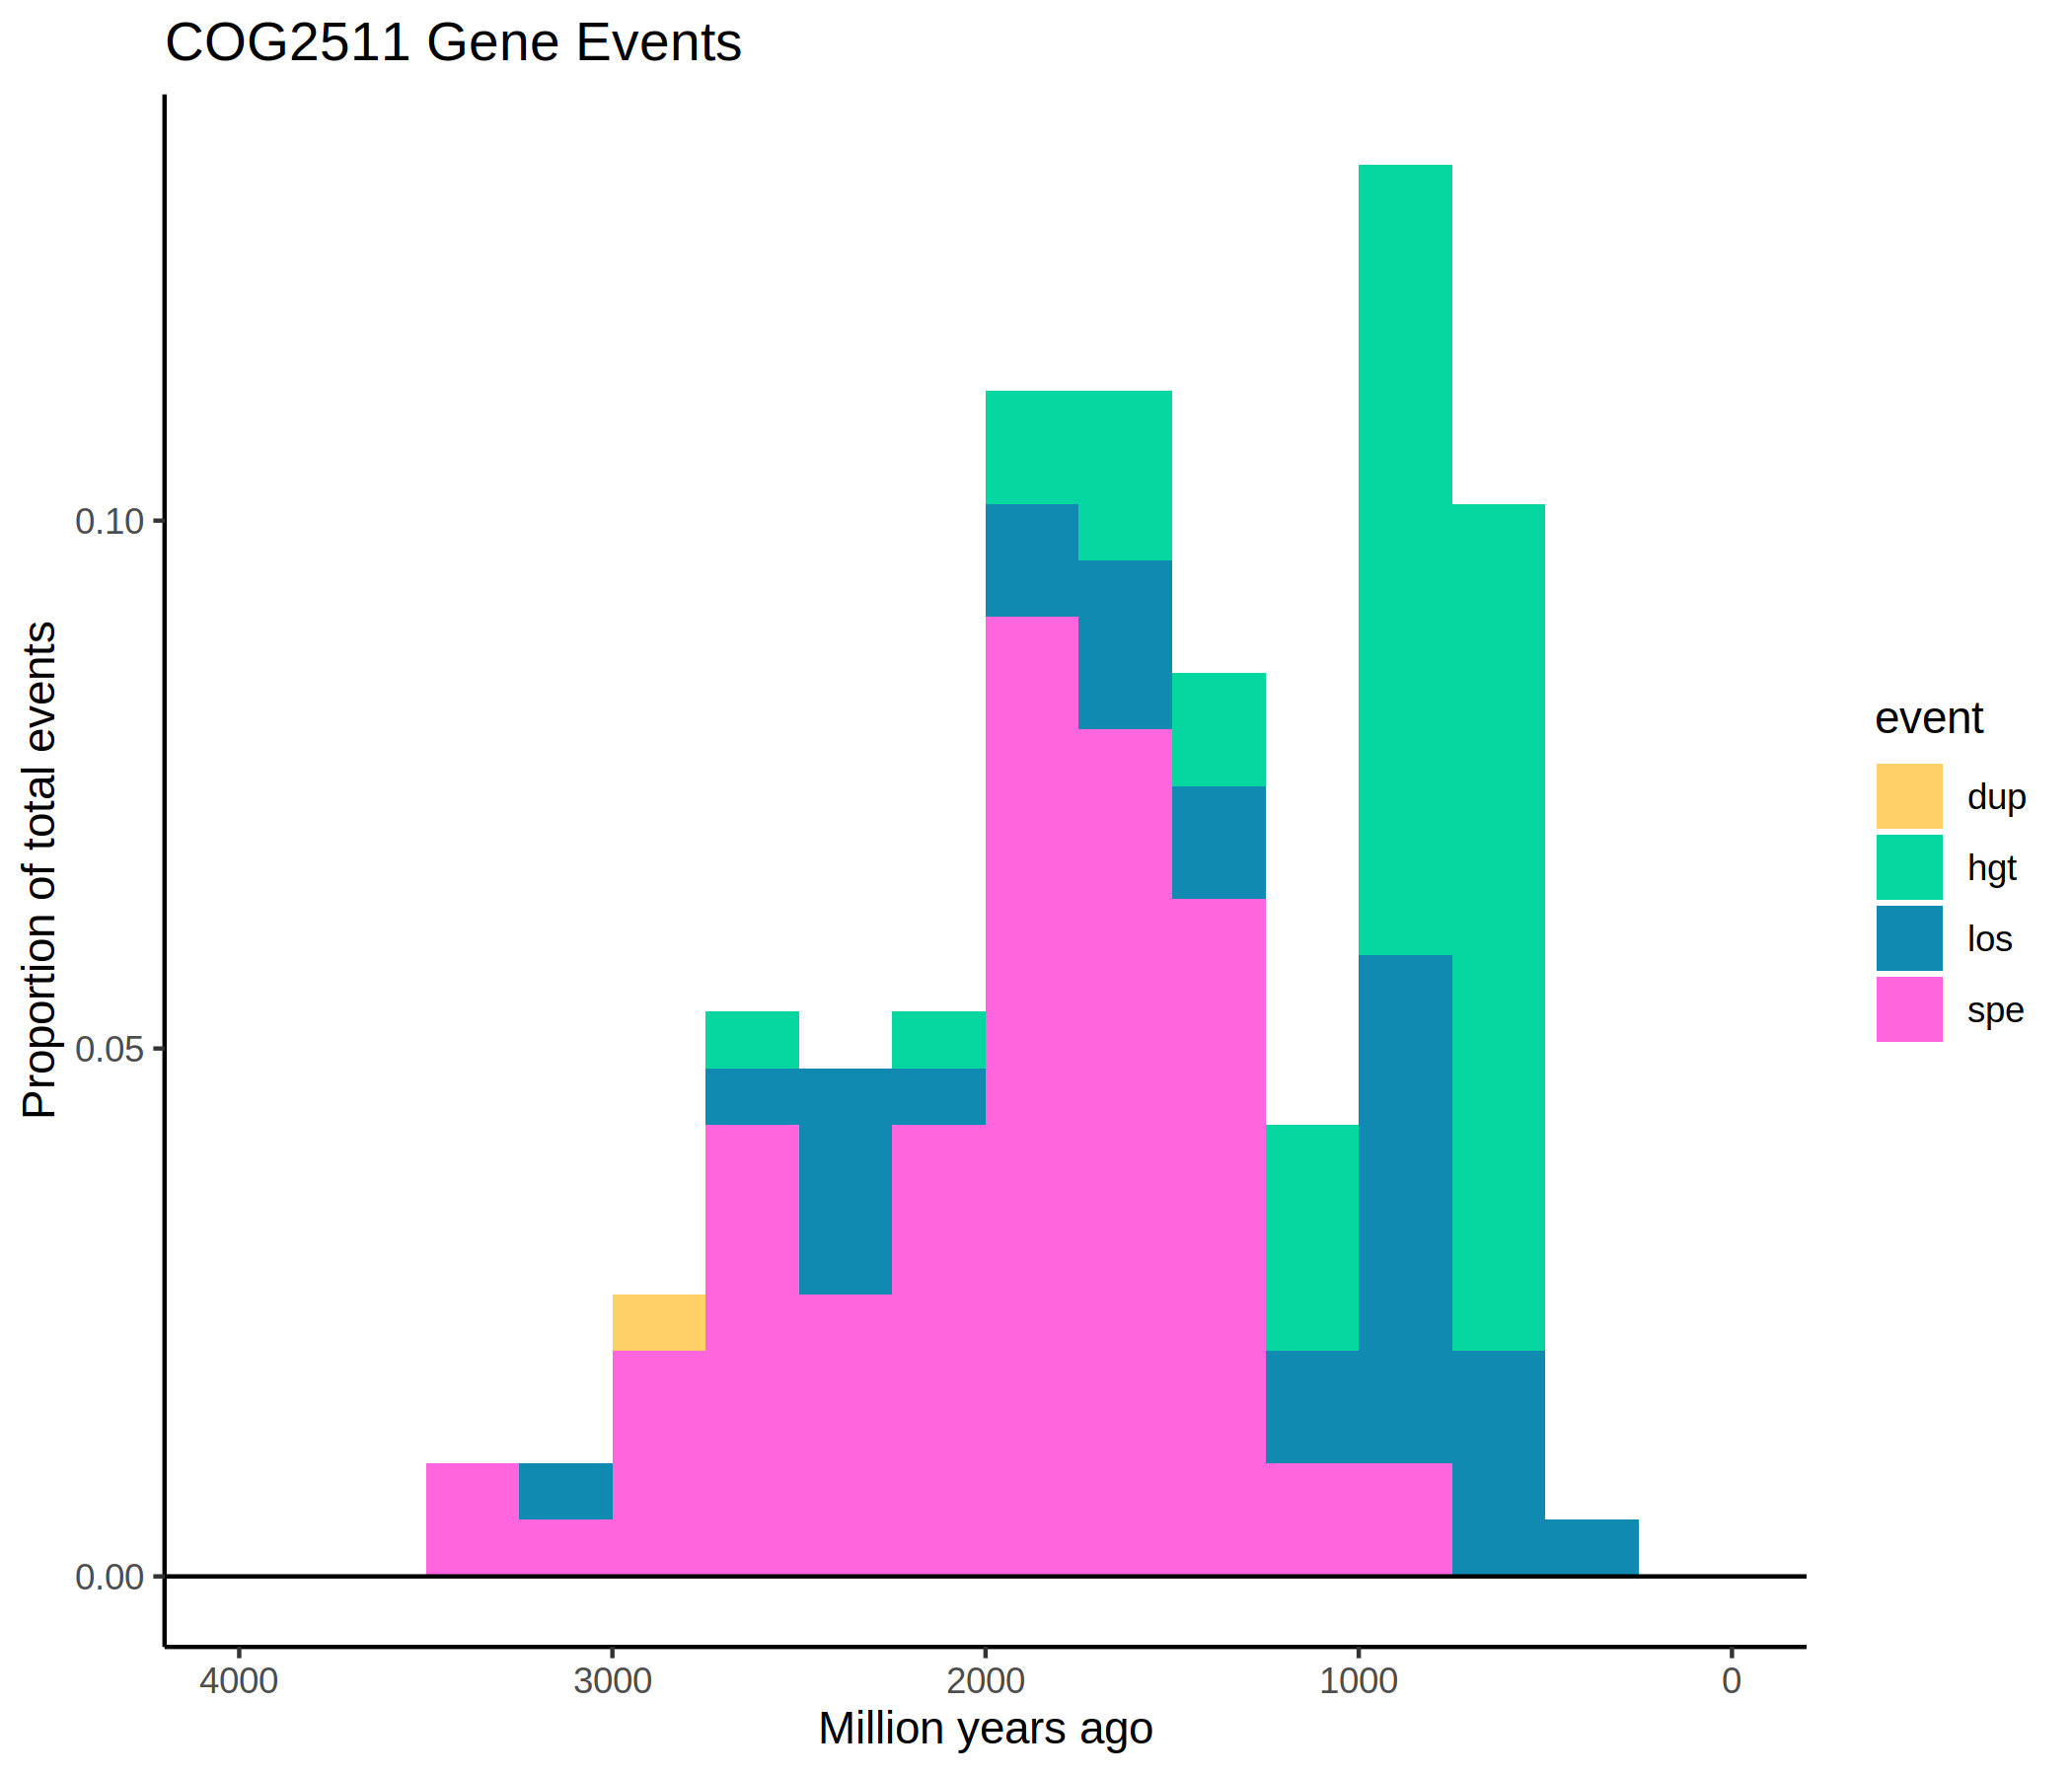 COG2511 Gene Events
Proportion of total events
0.10
0.05
0.00
4000 3000 2000 1000 0
Million years ago
event
dup
hgt
los
spe